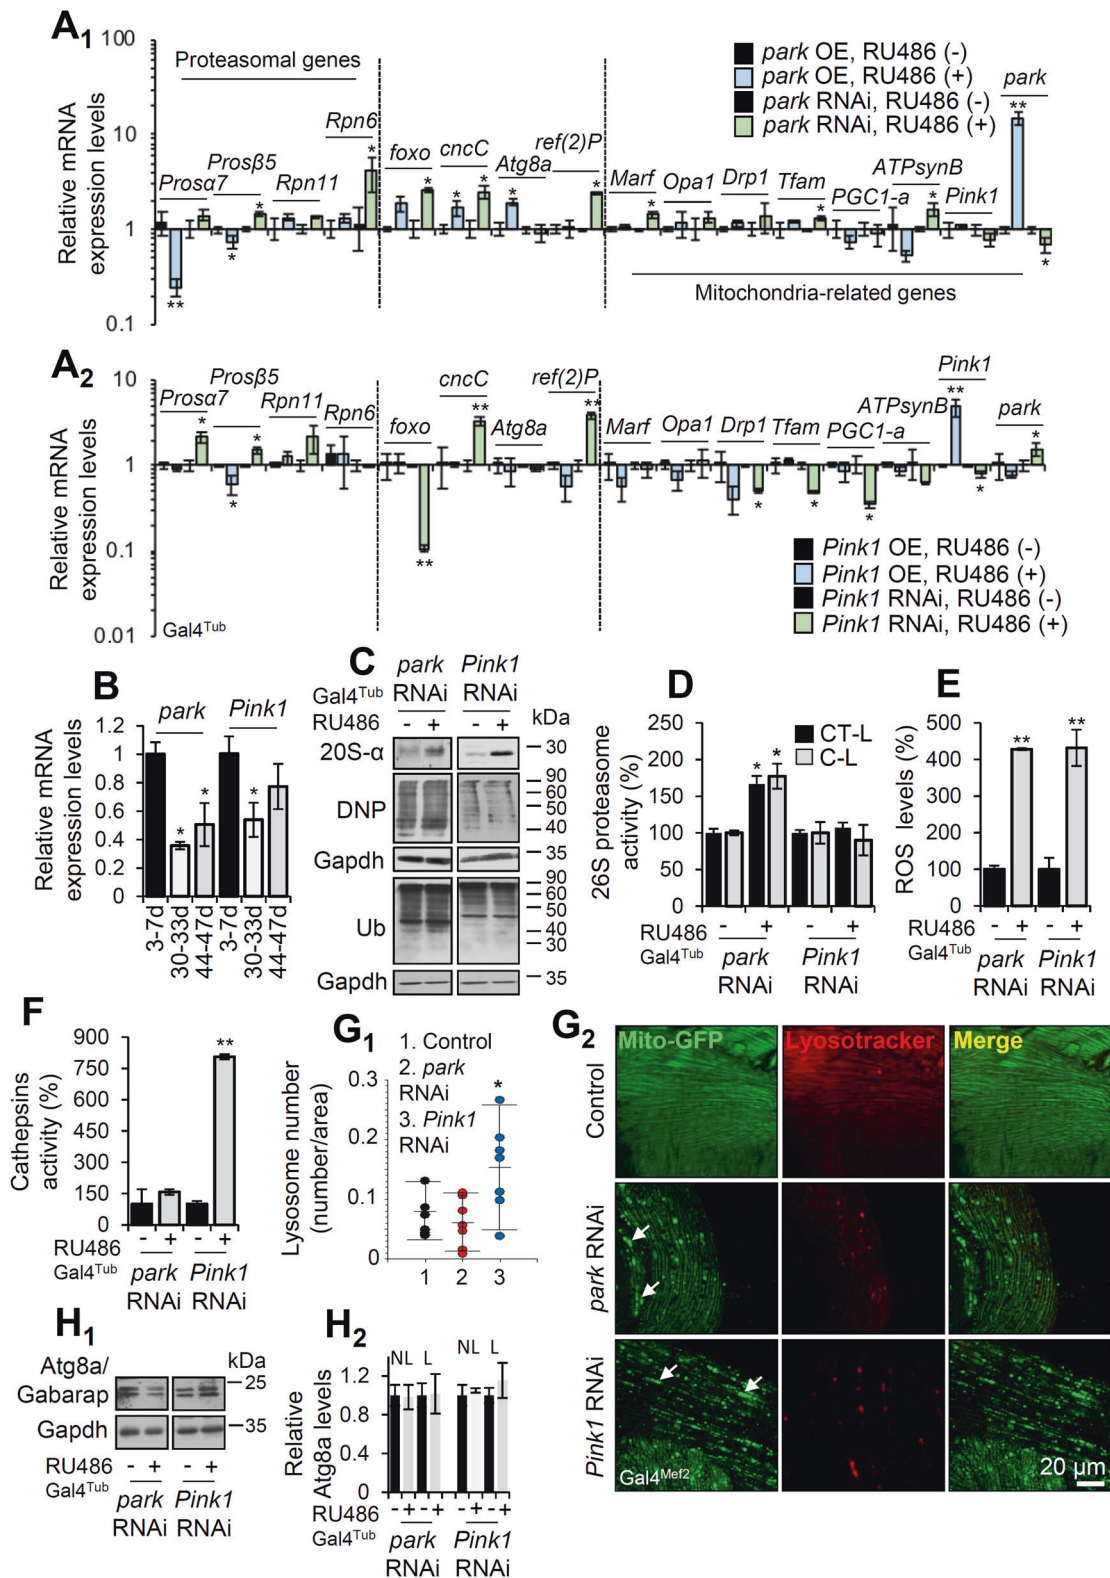 A1
100
10
1
0.1
Relative mRNA
expression levels
Proteasomal genes
Prosα7
Prosβ5
Rpn11
Rpn6
foxo
cncC
Atg8a
ref(2)P
Marf
Opa1
Drp1
Tfam
PGC1-a
ATPsynB
Pink1
park
park OE, RU486 (-)
park OE, RU486 (+)
park RNAi, RU486 (-)
park RNAi, RU486 (+)
Mitochondria-related genes
** * * * * * * * * * * * ** *
A2
10
1
0.1
0.01
Relative mRNA
expression levels
Prosα7
Prosβ5
Rpn11
Rpn6
foxo
cncC
Atg8a
ref(2)P
Marf
Opa1
Drp1
Tfam
PGC1-a
ATPsynB
Pink1
park
* * * * ** ** ** * * * ** * *
Pink1 OE, RU486 (-)
Pink1 OE, RU486 (+)
Pink1 RNAi, RU486 (-)
Pink1 RNAi, RU486 (+)
Gal4Tub
B
Relative mRNA
expression levels
1.2
1
0.8
0.6
0.4
0.2
0
park
Pink1
* * *
3-7d
30-33d
44-47d
3-7d
30-33d
44-47d
C
park
RNAi
Pink1
RNAi
Gal4Tub
RU486
- + - +
kDa
20S-α
30
DNP
90
60
50
40
Gapdh
35
Ub
90
60
50
40
30
Gapdh
35
D
26S proteasome
activity (%)
250
200
150
100
50
0
CT-L
C-L
* *
RU486 - + - +
Gal4Tub
park
RNAi
Pink1
RNAi
E
ROS levels (%)
500
400
300
200
100
0
** **
RU486 - + - +
Gal4Tub
park
RNAi
Pink1
RNAi
F
Cathepsins
activity (%)
900
750
600
450
300
150
0
**
- + - +
RU486
Gal4Tub
park
RNAi
Pink1
RNAi
G1
1. Control
2. park
RNAi
3. Pink1
RNAi
Lysosome number
(number/area)
0.3
0.2
0.1
0
*
1 2 3
G2
Mito-GFP
Lyosotracker
Merge
Control
park RNAi
Pink1 RNAi
Gal4Mef2
20 µm
H1
Atg8a/
Gabarap
kDa
25
Gapdh
35
RU486 - + - +
Gal4Tub
park
RNAi
Pink1
RNAi
H2
Relative
Atg8a levels
1.2
0.8
0.4
0
NL L NL L
RU486 - + - + - + - +
Gal4Tub
park
RNAi
Pink1
RNAi